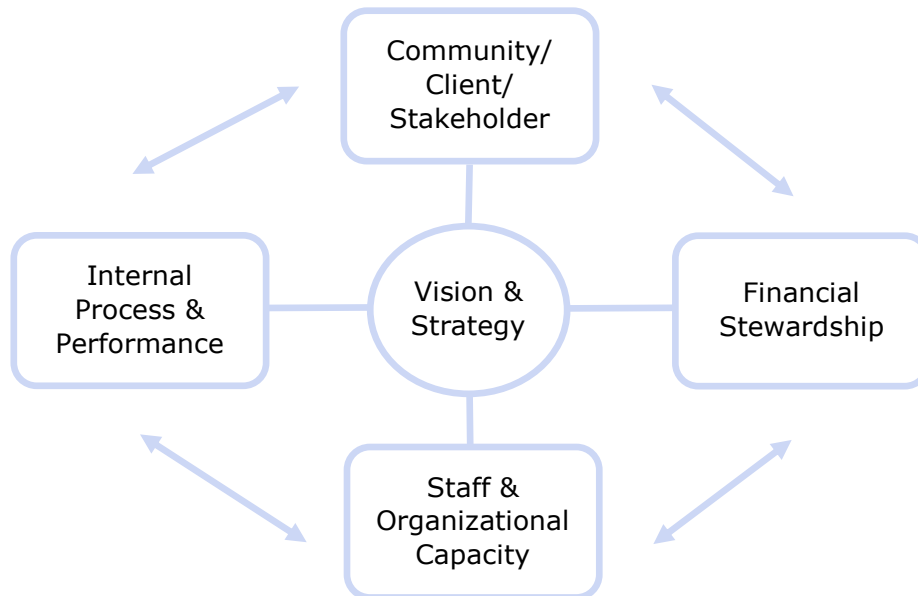 Community/
Client/
Stakeholder
Internal
Process &
Performance
Vision &
Strategy
Financial
Stewardship
Staff &
Organizational
Capacity